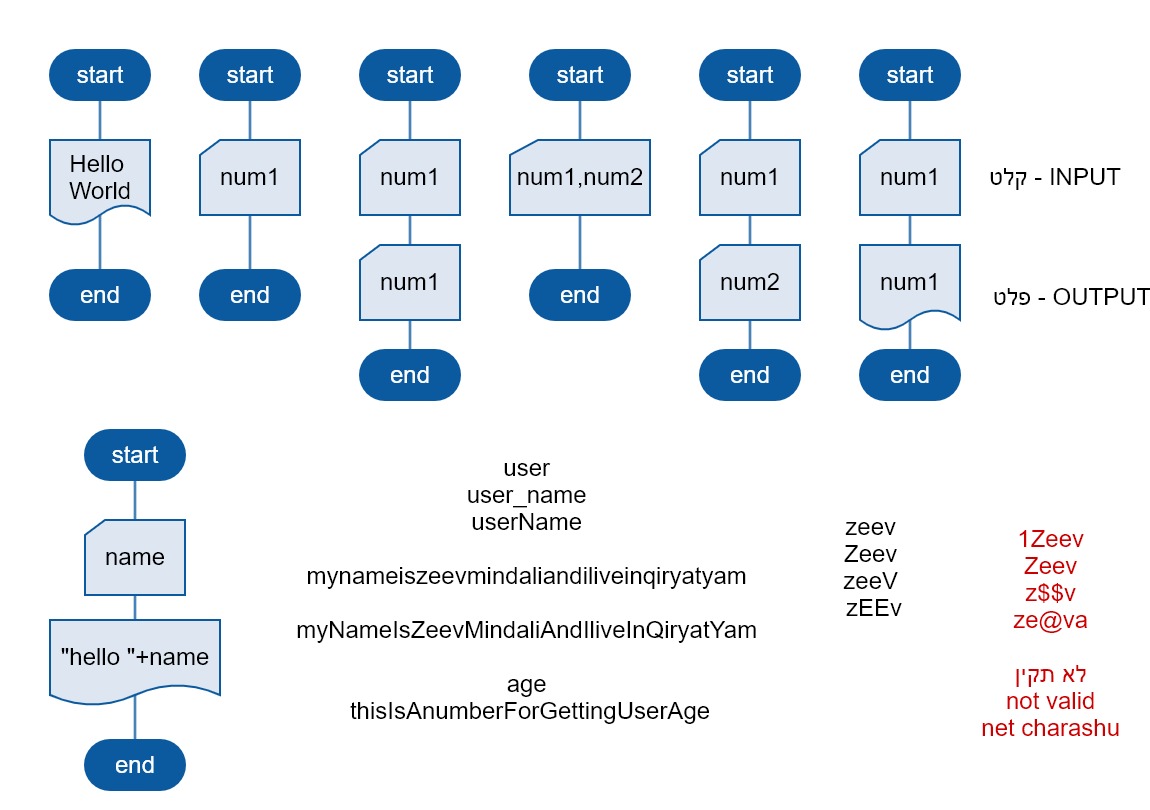 start
Hello
World
end
start
num1
end
start
num1
num1
end
start
num1,num2
end
start
num1
num2
end
start
num1
num1
end
קלט - INPUT
פלט - OUTPUT
start
name
"hello "+name
end
user
user_name
userName
mynameiszeevmindaliandiliveinqiryatyam
myNameIsZeevMindaliAndIliveInQiryatYam
age
thisIsAnumberForGettingUserAge
zeev
Zeev
zeeV
zEEv
1Zeev
Zeev
z$$v
ze@va
לא תקין
not valid
net charashu